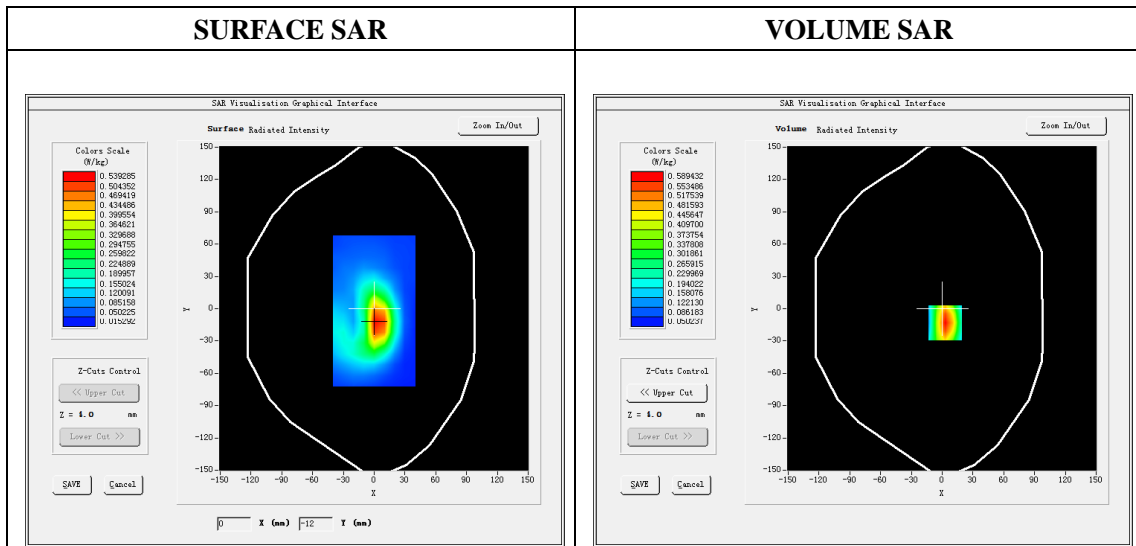 SURFACE SAR
VOLUME SAR
SAR Visualisation Graphical Interface
Surface Radiated Intensity
Zoom In/Out
Colors Scale
(W/kg)
0.539285
0.504352
0.469419
0.434486
0.399554
0.364621
0.329688
0.294755
0.259822
0.224889
0.189957
0.155024
0.120091
0.085158
0.050225
0.015292
150
120
90
60
30
0
-30
-60
-90
-120
-150
Y
-150 -120 -90 -60 -30 0 30 60 90 120 150
X
Z-Cuts Control
<< Upper Cut
Z = 4.0 mm
Lower Cut >>
SAVE Cancel
0 X (mm) -12 Y (mm)
SAR Visualisation Graphical Interface
Volume Radiated Intensity
Zoom In/Out
Colors Scale
(W/kg)
0.589432
0.553486
0.517539
0.481593
0.445647
0.409700
0.373754
0.337808
0.301861
0.265915
0.229969
0.194022
0.158076
0.122130
0.086183
0.050237
150
120
90
60
30
0
-30
-60
-90
-120
-150
Y
-150 -120 -90 -60 -30 0 30 60 90 120 150
X
Z-Cuts Control
<< Upper Cut
Z = 4.0 mm
Lower Cut >>
SAVE Cancel